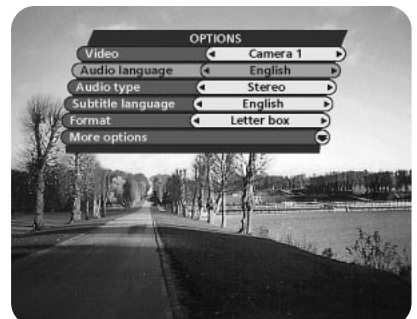 OPTIONS
Video Camera 1
Audio language English
Audio type Stereo
Subtitle language English
Format Letter box
More options